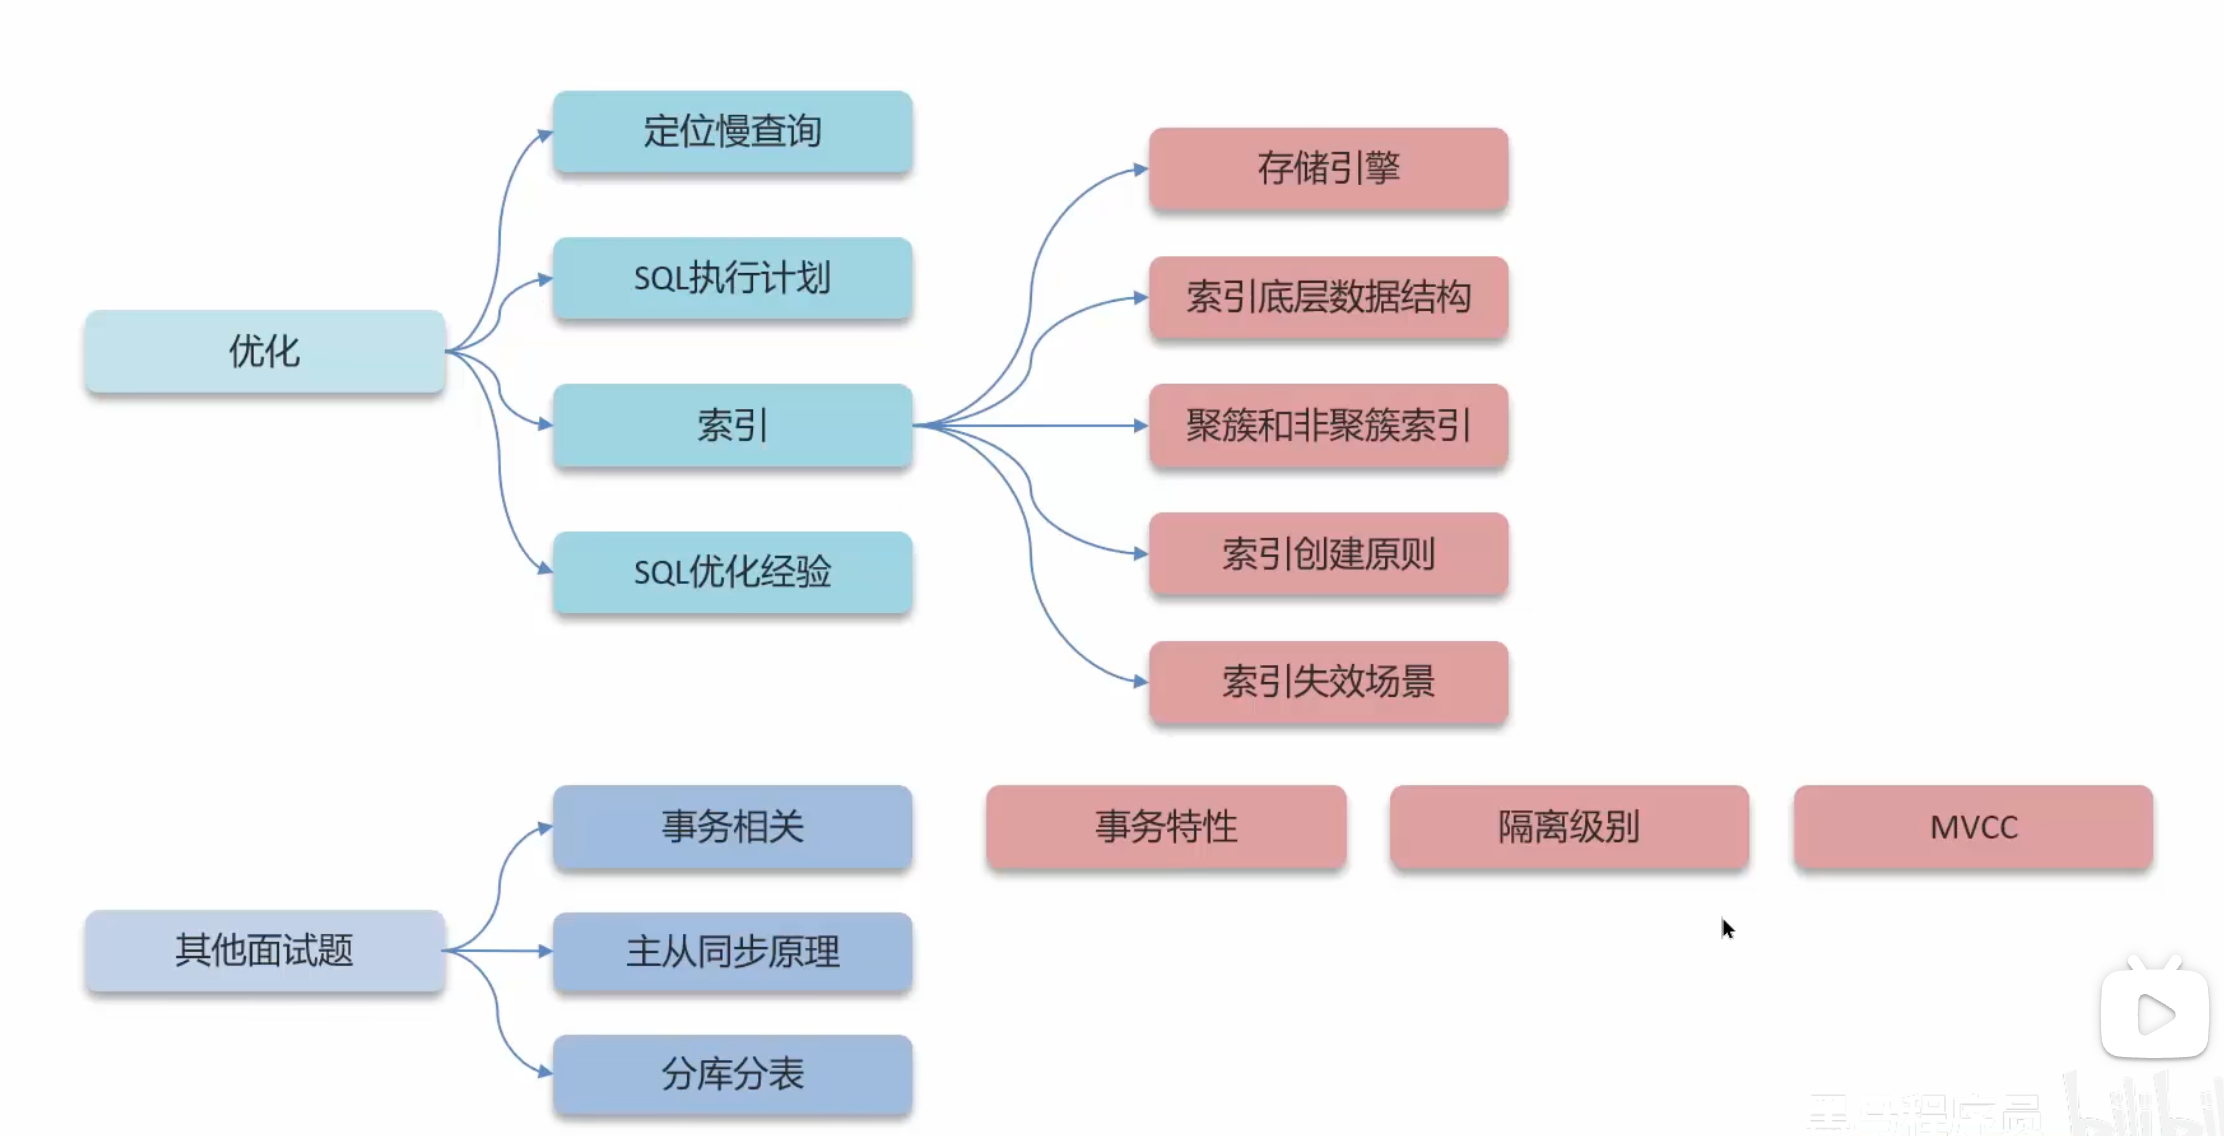 优化
定位慢查询
SQL执行计划
索引
SQL优化经验
存储引擎
索引底层数据结构
聚簇和非聚簇索引
索引创建原则
索引失效场景
其他面试题
事务相关
主从同步原理
分库分表
事务特性
隔离级别
MVCC
黑马程序员
bilibili